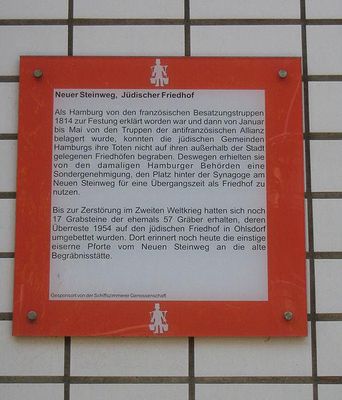 Neuer Steinweg, Jüdischer Friedhof
Als Hamburg von den französischen Besatzungstruppen
1814 zur Festung erklärt worden war und dann von Januar
bis Mai von den Truppen der antifranzösischen Allianz
belagert wurde, konnten die jüdischen Gemeinden
Hamburgs ihre Toten nicht auf ihren außerhalb der Stadt
gelegenen Friedhöfen begraben. Deswegen erhielten sie
von den damaligen Hamburger Behörden eine
Sondergenehmigung, den Platz hinter der Synagoge am
Neuen Steinweg für eine Übergangszeit als Friedhof zu
nutzen.
Bis zur Zerstörung im Zweiten Weltkrieg hatten sich noch
17 Grabsteine der ehemals 57 Gräber erhalten, deren
Überreste 1954 auf den jüdischen Friedhof in Ohlsdorf
umgebettet wurden. Dort erinnert noch heute die einstige
eiserne Pforte vom Neuen Steinweg an die alte
Begräbnisstätte.
Gesponsort von der Schiffszimmerer Genossenschaft